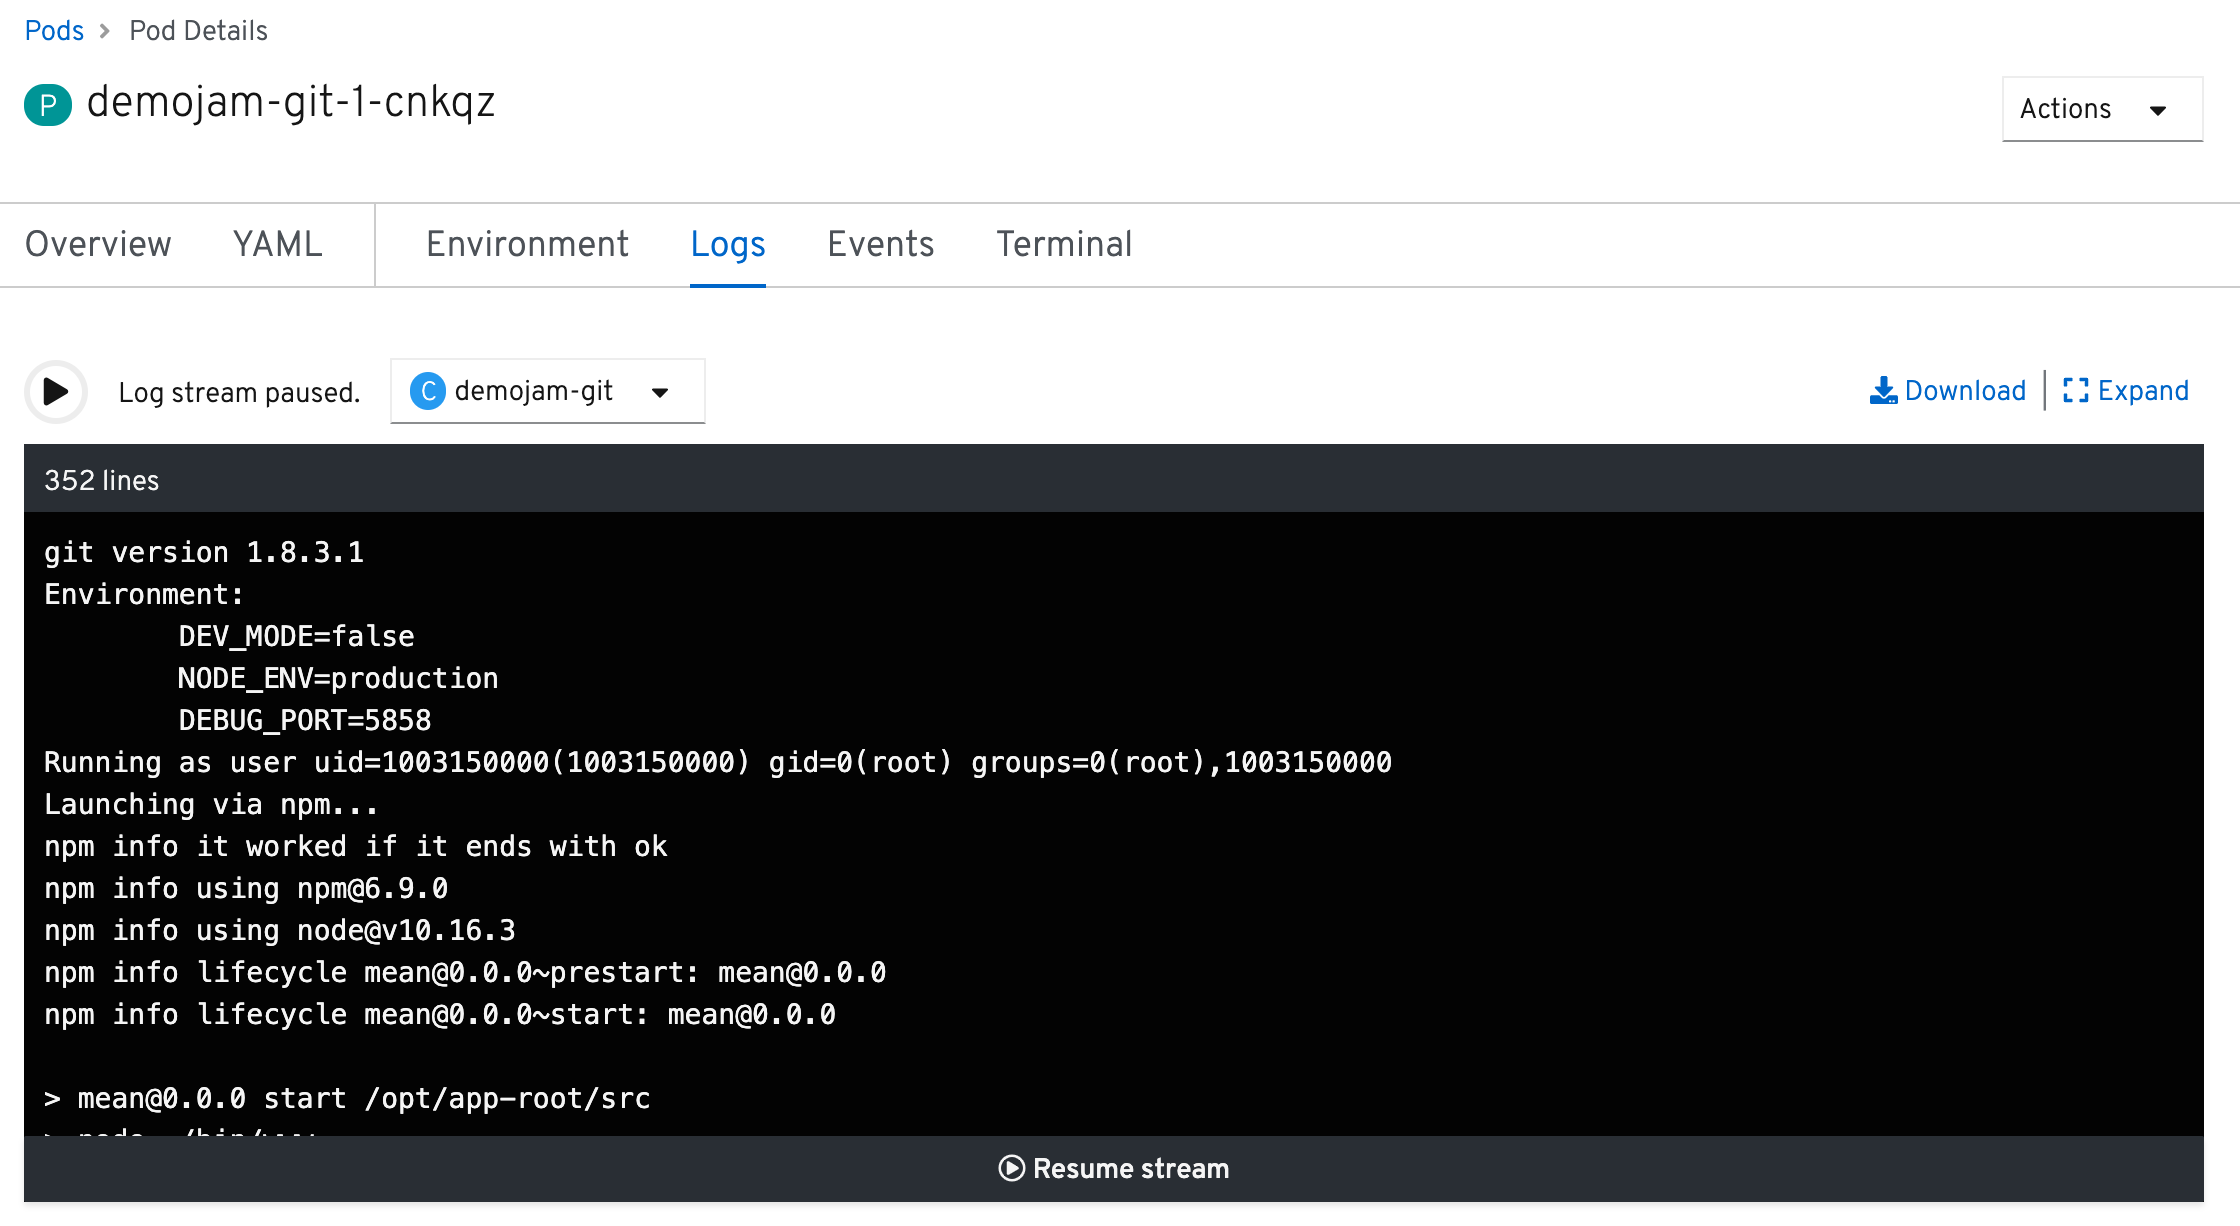 Pods > Pod Details
P demojam-git-1-cnkqz
Actions
Overview YAML Environment Logs Events Terminal
Log stream paused. C demojam-git Download | Expand
352 lines
git version 1.8.3.1
Environment:
DEV_MODE=false
NODE_ENV=production
DEBUG_PORT=5858
Running as user uid=1003150000(1003150000) gid=0(root) groups=0(root),1003150000
Launching via npm...
npm info it worked if it ends with ok
npm info using npm@6.9.0
npm info using node@v10.16.3
npm info lifecycle mean@0.0.0~prestart: mean@0.0.0
npm info lifecycle mean@0.0.0~start: mean@0.0.0
> mean@0.0.0 start /opt/app-root/src
Resume stream